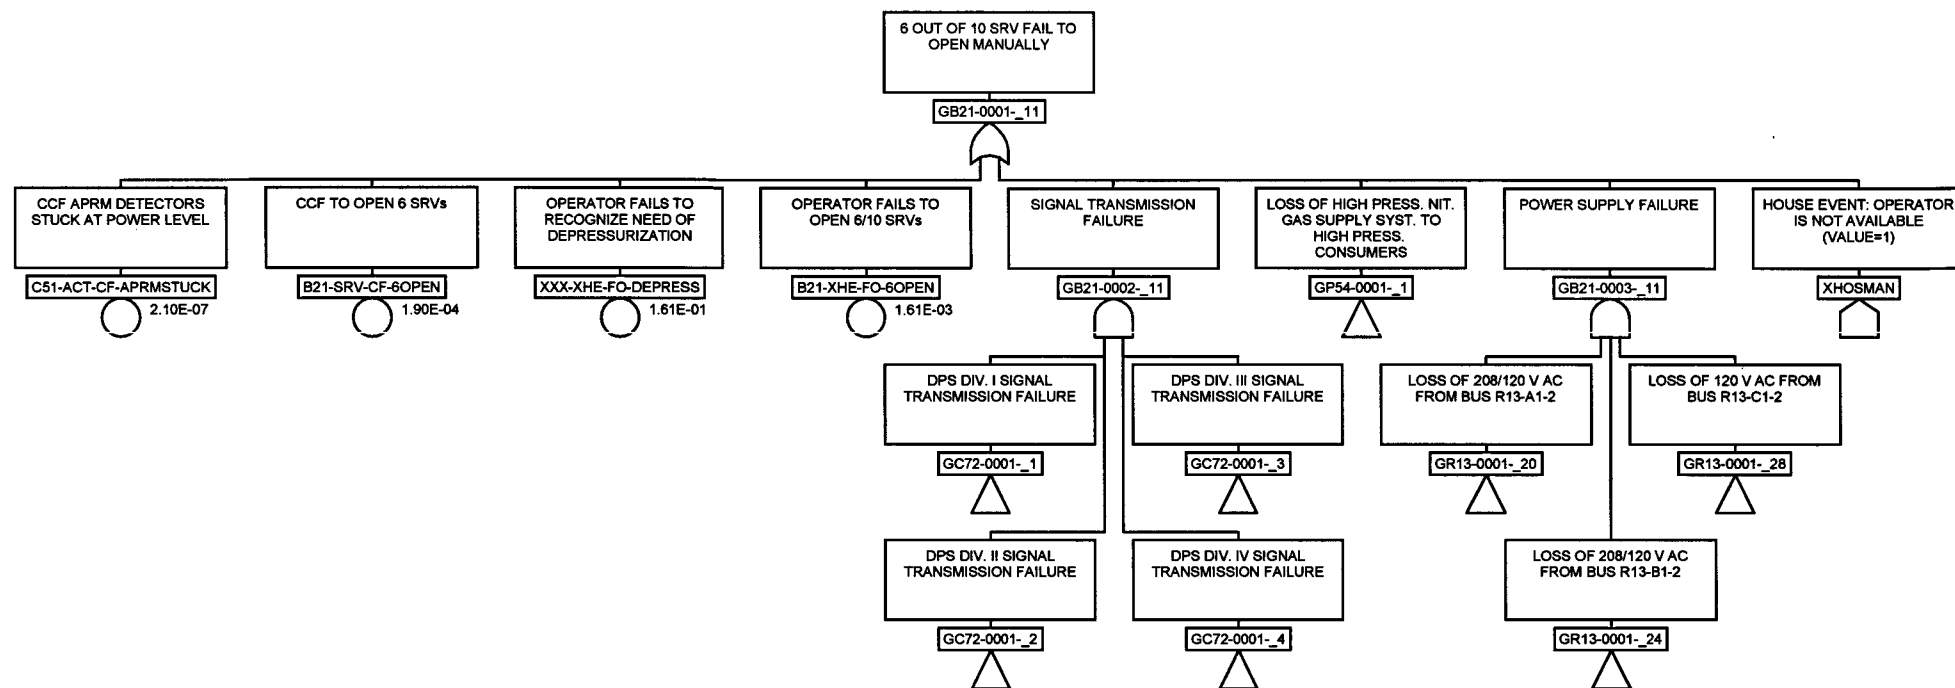 6 OUT OF 10 SRV FAIL TO
OPEN MANUALLY
GB21-0001-_11
CCF APRM DETECTORS
STUCK AT POWER LEVEL
C51-ACT-CF-APRMSTUCK
2.10E-07
CCF TO OPEN 6 SRVs
B21-SRV-CF-6OPEN
1.90E-04
OPERATOR FAILS TO
RECOGNIZE NEED OF
DEPRESSURIZATION
XXX-XHE-FO-DEPRESS
1.61E-01
OPERATOR FAILS TO
OPEN 6/10 SRVs
B21-XHE-FO-6OPEN
1.61E-03
SIGNAL TRANSMISSION
FAILURE
GB21-0002-_11
LOSS OF HIGH PRESS. NIT.
GAS SUPPLY SYST. TO
HIGH PRESS.
CONSUMERS
GP54-0001-_1
POWER SUPPLY FAILURE
GB21-0003-_11
HOUSE EVENT: OPERATOR
IS NOT AVAILABLE
(VALUE=1)
XHOSMAN
DPS DIV. I SIGNAL
TRANSMISSION FAILURE
GC72-0001-_1
DPS DIV. III SIGNAL
TRANSMISSION FAILURE
GC72-0001-_3
LOSS OF 208/120 V AC
FROM BUS R13-A1-2
GR13-0001-_20
LOSS OF 120 V AC FROM
BUS R13-C1-2
GR13-0001-_28
DPS DIV. II SIGNAL
TRANSMISSION FAILURE
GC72-0001-_2
DPS DIV. IV SIGNAL
TRANSMISSION FAILURE
GC72-0001-_4
LOSS OF 208/120 V AC
FROM BUS R13-B1-2
GR13-0001-_24